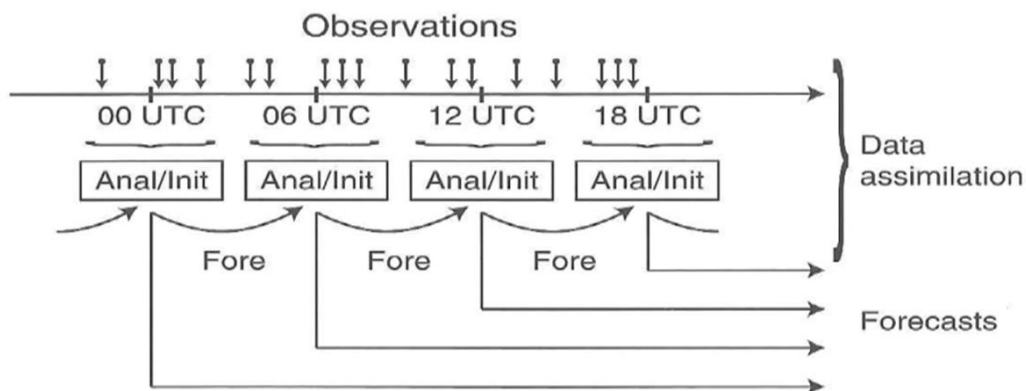 Observations
00 UTC 06 UTC 12 UTC 18 UTC
Anal/Init Anal/Init Anal/Init Anal/Init
Data
assimilation
Fore Fore Fore
Forecasts